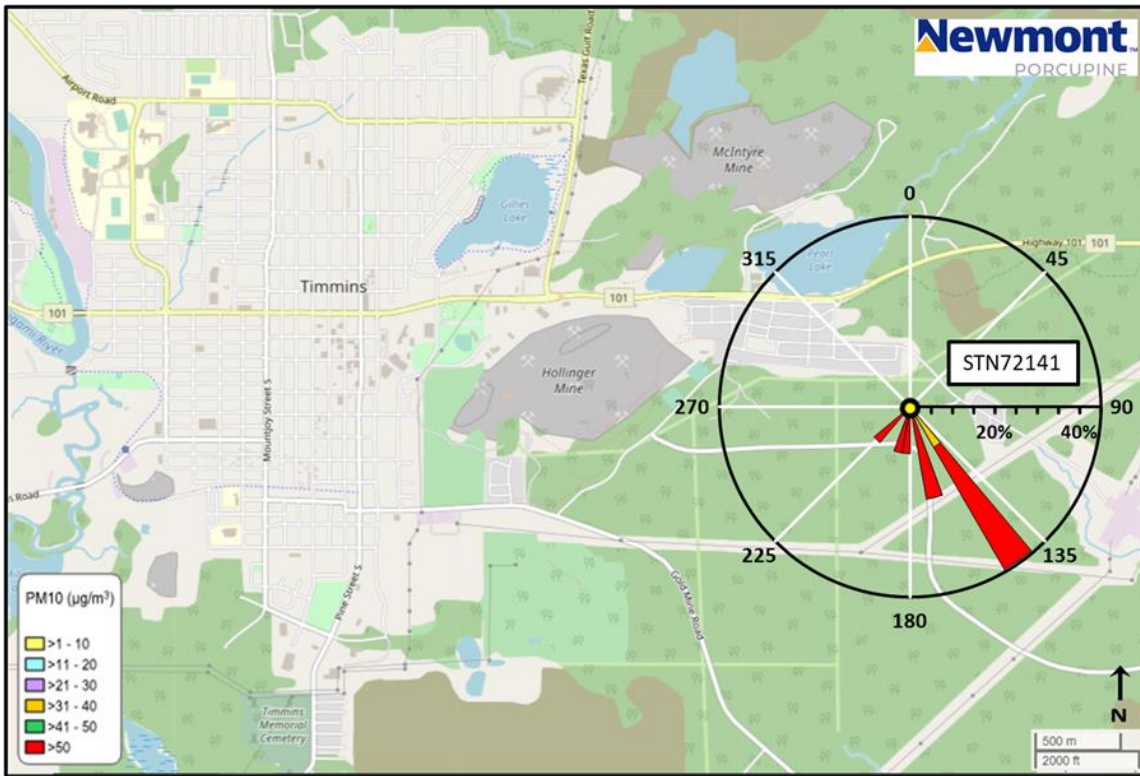 Newmont™
PORCUPINE
Airport Road
Texas Gulf Road
McIntyre
Mine
Gillies
Lake
Pearl
Lake
Highway 101
101
Timmins
101
101
Hollinger
Mine
Mountjoy Street S
Pine Street S
Gold Mine Road
Timmins
Memorial
Cemetery
0
45
90
135
180
225
270
315
STN72141
20%
40%
PM10 (µg/m³)
>1 - 10
>11 - 20
>21 - 30
>31 - 40
>41 - 50
>50
N
500 m
2000 ft